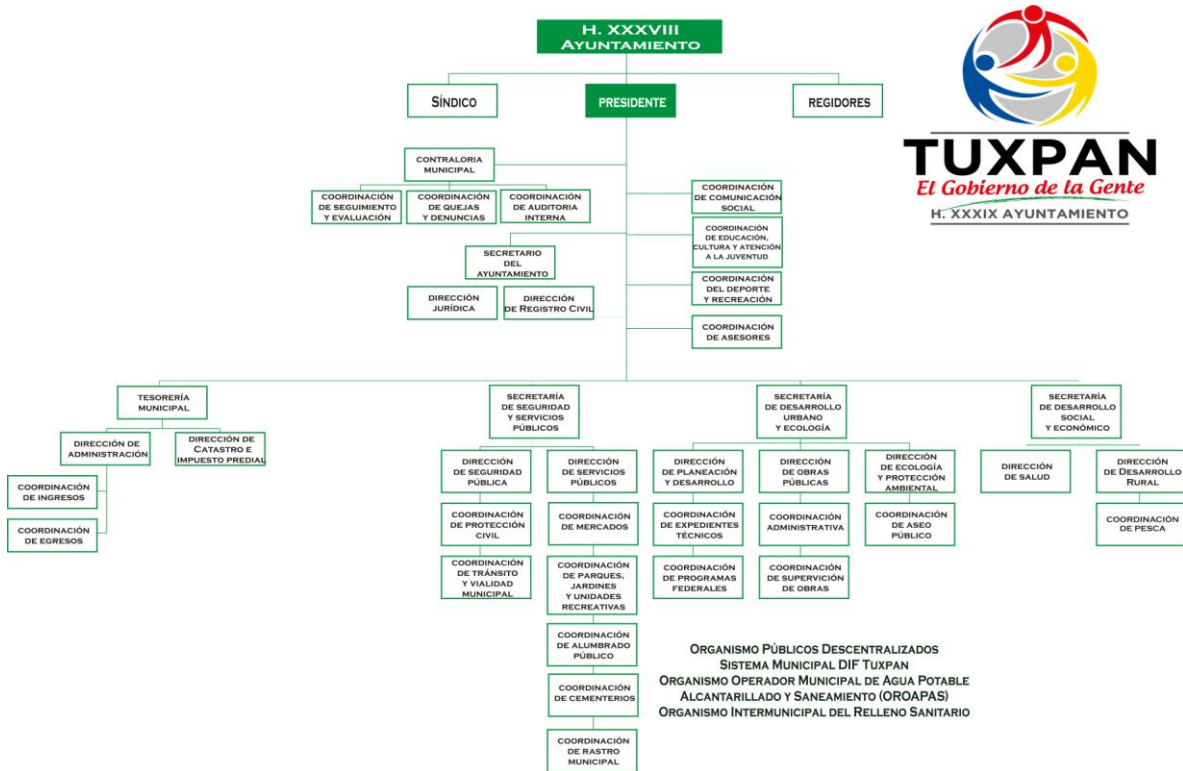 H. XXXVIII
AYUNTAMIENTO
SÍNDICO
PRESIDENTE
REGIDORES
TUXPAN
El Gobierno de la Gente
H. XXXIX AYUNTAMIENTO
CONTRALORIA
MUNICIPAL
COORDINACIÓN
DE SEGUIMIENTO
Y EVALUACIÓN
COORDINACIÓN
DE QUEJAS
Y DENUNCIAS
COORDINACIÓN
DE AUDITORIA
INTERNA
COORDINACIÓN
DE COMUNICACIÓN
SOCIAL
COORDINACIÓN
DE EDUCACIÓN,
CULTURA Y ATENCIÓN
A LA JUVENTUD
SECRETARIO
DEL
AYUNTAMIENTO
COORDINACIÓN
DEL DEPORTE
Y RECREACIÓN
DIRECCIÓN
JURÍDICA
DIRECCIÓN
DE REGISTRO CIVIL
COORDINACIÓN
DE ASESORES
TESORERÍA
MUNICIPAL
SECRETARÍA
DE SEGURIDAD
Y SERVICIOS
PÚBLICOS
SECRETARÍA
DE DESARROLLO
URBANO
Y ECOLOGÍA
SECRETARÍA
DE DESARROLLO
SOCIAL
Y ECONÓMICO
DIRECCIÓN DE
ADMINISTRACIÓN
DIRECCIÓN DE
CATASTRO E
IMPUESTO PREDIAL
COORDINACIÓN
DE INGRESOS
COORDINACIÓN
DE EGRESOS
DIRECCIÓN
DE SEGURIDAD
PÚBLICA
DIRECCIÓN
DE SERVICIOS
PÚBLICOS
DIRECCIÓN
DE PLANEACIÓN
Y DESARROLLO
DIRECCIÓN
DE OBRAS
PÚBLICAS
DIRECCIÓN
DE ECOLOGÍA
Y PROTECCIÓN
AMBIENTAL
DIRECCIÓN
DE SALUD
DIRECCIÓN
DE DESARROLLO
RURAL
COORDINACIÓN
DE PROTECCIÓN
CIVIL
COORDINACIÓN
DE MERCADOS
COORDINACIÓN
DE EXPEDIENTES
TÉCNICOS
COORDINACIÓN
ADMINISTRATIVA
COORDINACIÓN
DE ASEO
PÚBLICO
COORDINACIÓN
DE PESCA
COORDINACIÓN
DE TRÁNSITO
Y VIALIDAD
MUNICIPAL
COORDINACIÓN
DE PARQUES,
JARDINES
Y UNIDADES
RECREATIVAS
COORDINACIÓN
DE PROGRAMAS
FEDERALES
COORDINACIÓN
DE SUPERVICIÓN
DE OBRAS
COORDINACIÓN
DE ALUMBRADO
PÚBLICO
COORDINACIÓN
DE CEMENTERIOS
COORDINACIÓN
DE RASTRO
MUNICIPAL
ORGANISMO PÚBLICOS DESCENTRALIZADOS
SISTEMA MUNICIPAL DIF TUXPAN
ORGANISMO OPERADOR MUNICIPAL DE AGUA POTABLE
ALCANTARILLADO Y SANEAMIENTO (OROAPAS)
ORGANISMO INTERMUNICIPAL DEL RELLENO SANITARIO